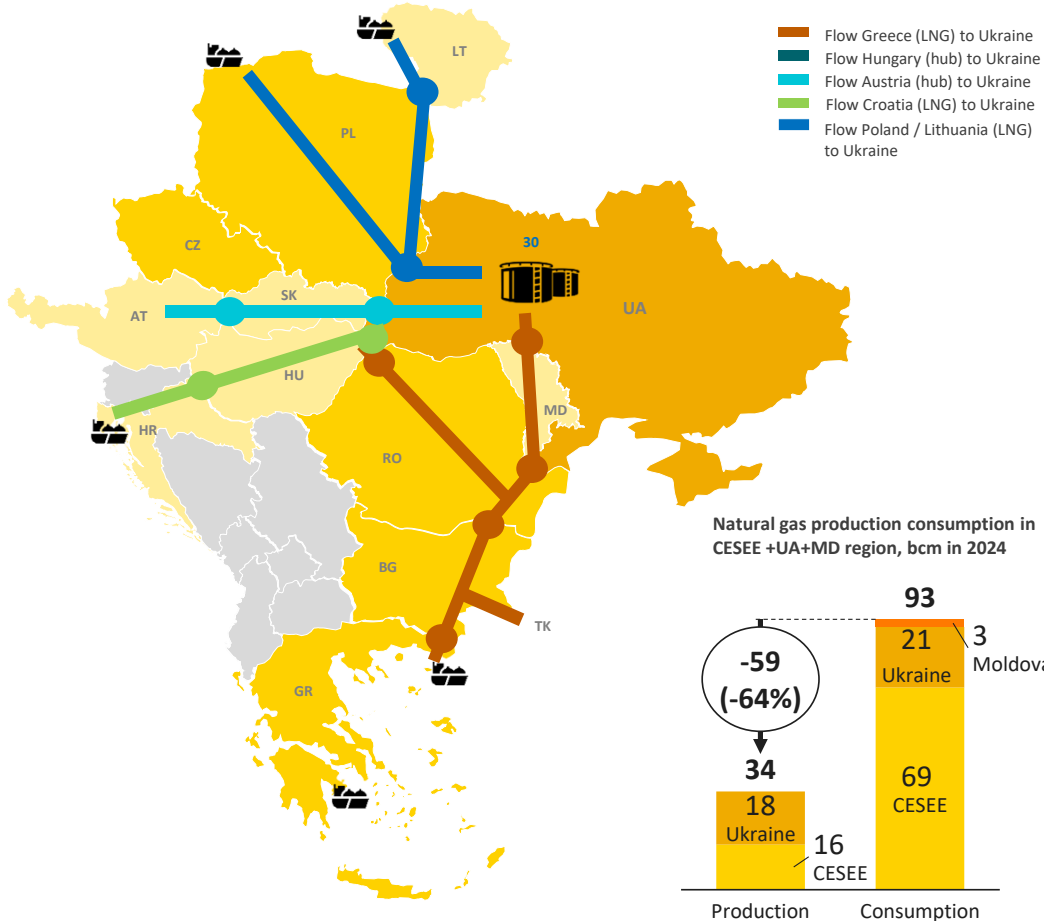 Flow Greece (LNG) to Ukraine
Flow Hungary (hub) to Ukraine
Flow Austria (hub) to Ukraine
Flow Croatia (LNG) to Ukraine
Flow Poland / Lithuania (LNG)
to Ukraine
LT
PL
CZ
30
SK
AT
UA
HU
MD
HR
RO
BG
TK
GR
Natural gas production consumption in
CESEE +UA+MD region, bcm in 2024
93
21
Ukraine
3
Moldova
-59
(-64%)
34
18
Ukraine
16
CESEE
69
CESEE
Production
Consumption